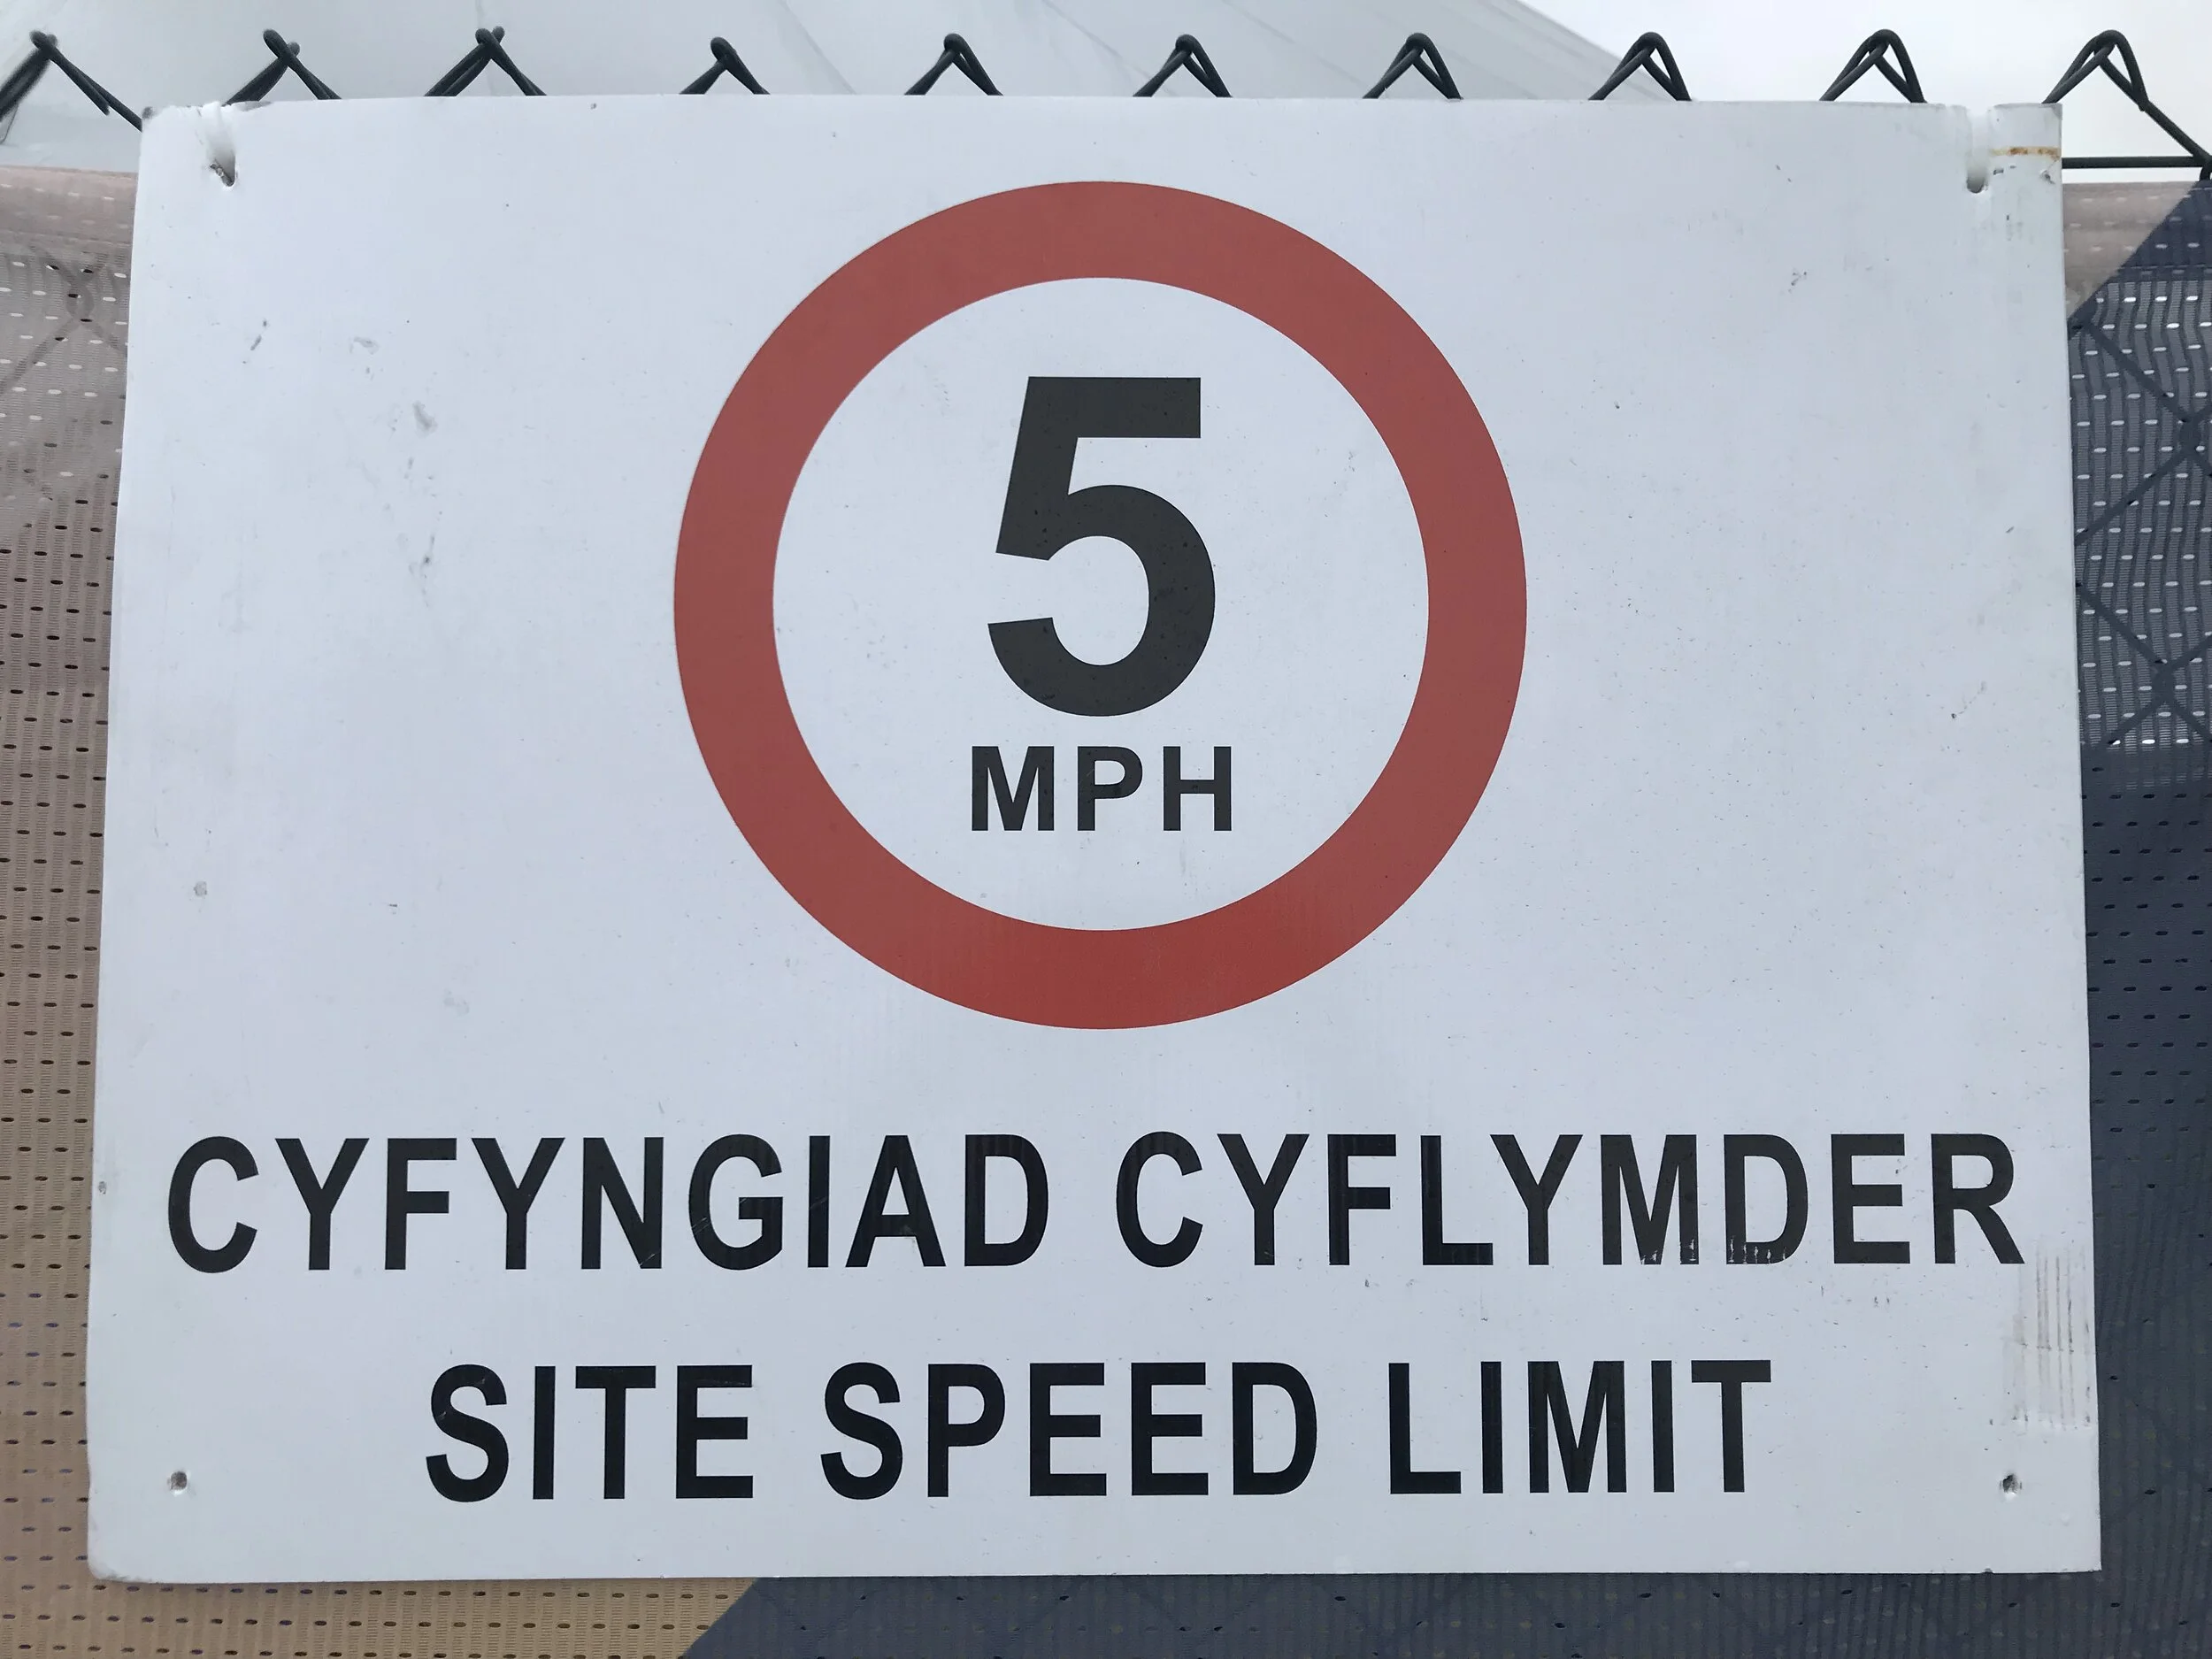 5
MPH
CYFYNGIAD CYFLYMDER
SITE SPEED LIMIT